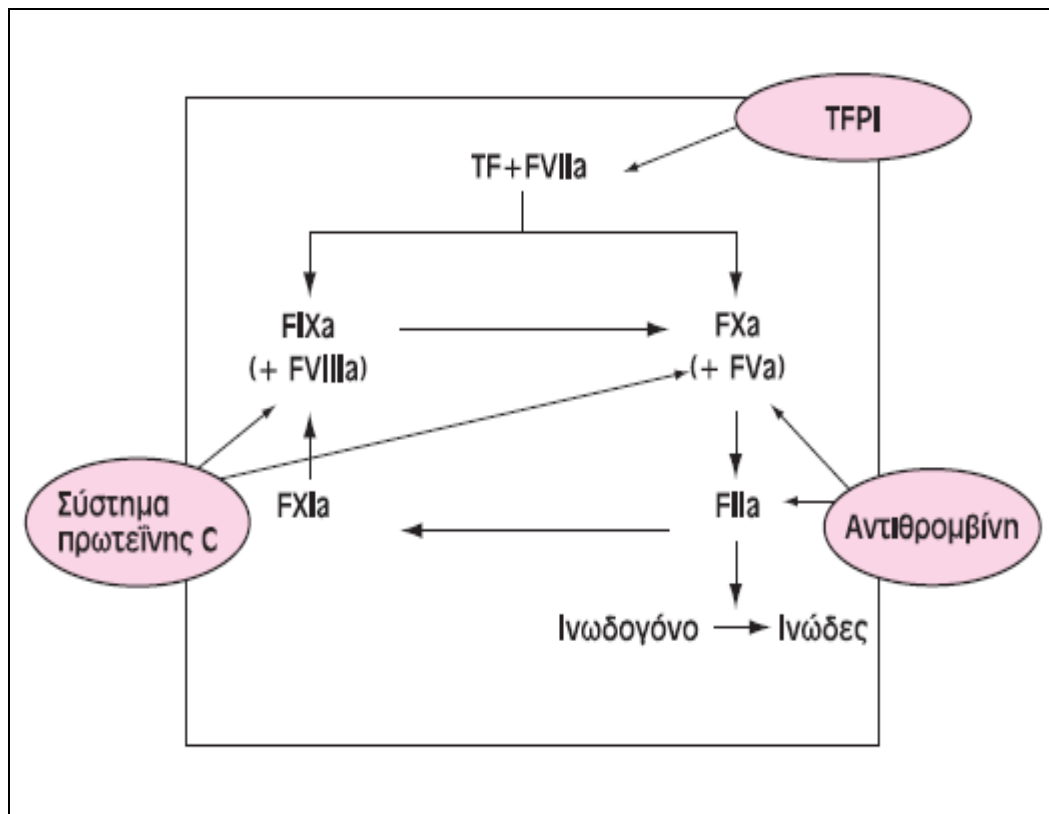 TFPI
TF+FVIIa
FIXa
(+ FVIIIa)
FXa
(+ FVa)
Σύστημα
πρωτεΐνης C
FXIa
FIIa
Αντιθρομβίνη
Ινωδογόνο
Ινώδες